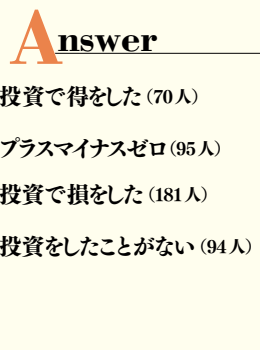 Answer
投資で得をした（70人）
プラスマイナスゼロ（95人）
投資で損をした（181人）
投資をしたことがない（94人）